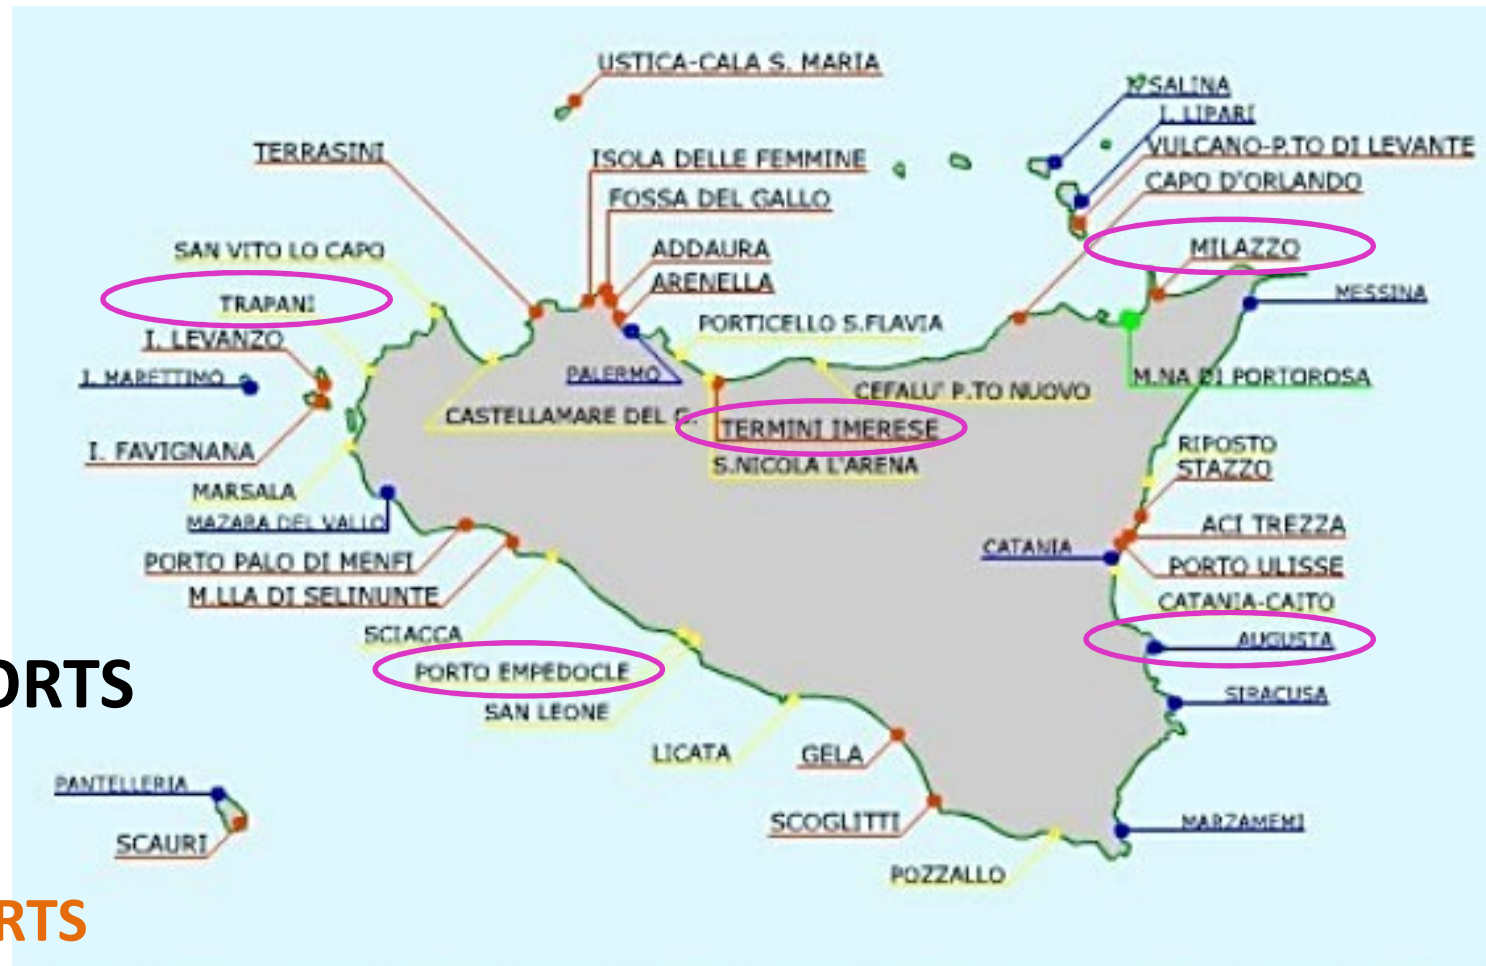 USTICA-CALA S. MARIA
I.SALINA
I. LIPARI
VULCANO-P.TO DI LEVANTE
TERRASINI
ISOLA DELLE FEMMINE
CAPO D'ORLANDO
FOSSA DEL GALLO
SAN VITO LO CAPO
ADDAURA
MILAZZO
ARENELLA
MESSINA
TRAPANI
PORTICELLO S.FLAVIA
I. LEVANZO
I. MARETTIMO
PALERMO
M.NA DI PORTOROSA
CEFALU' P.TO NUOVO
CASTELLAMARE DEL G.
TERMINI IMERESE
I. FAVIGNANA
RIPOSTO
S.NICOLA L'ARENA
STAZZO
MARSALA
MAZARA DEL VALLO
ACI TREZZA
CATANIA
PORTO PALO DI MENFI
PORTO ULISSE
M.LLA DI SELINUNTE
CATANIA-CAITO
SCIACCA
AUGUSTA
PORTO EMPEDOCLE
ORTS
SIRACUSA
SAN LEONE
LICATA
GELA
PANTELLERIA
SCOGLITTI
MARZAMEMI
SCAURI
POZZALLO
RTS